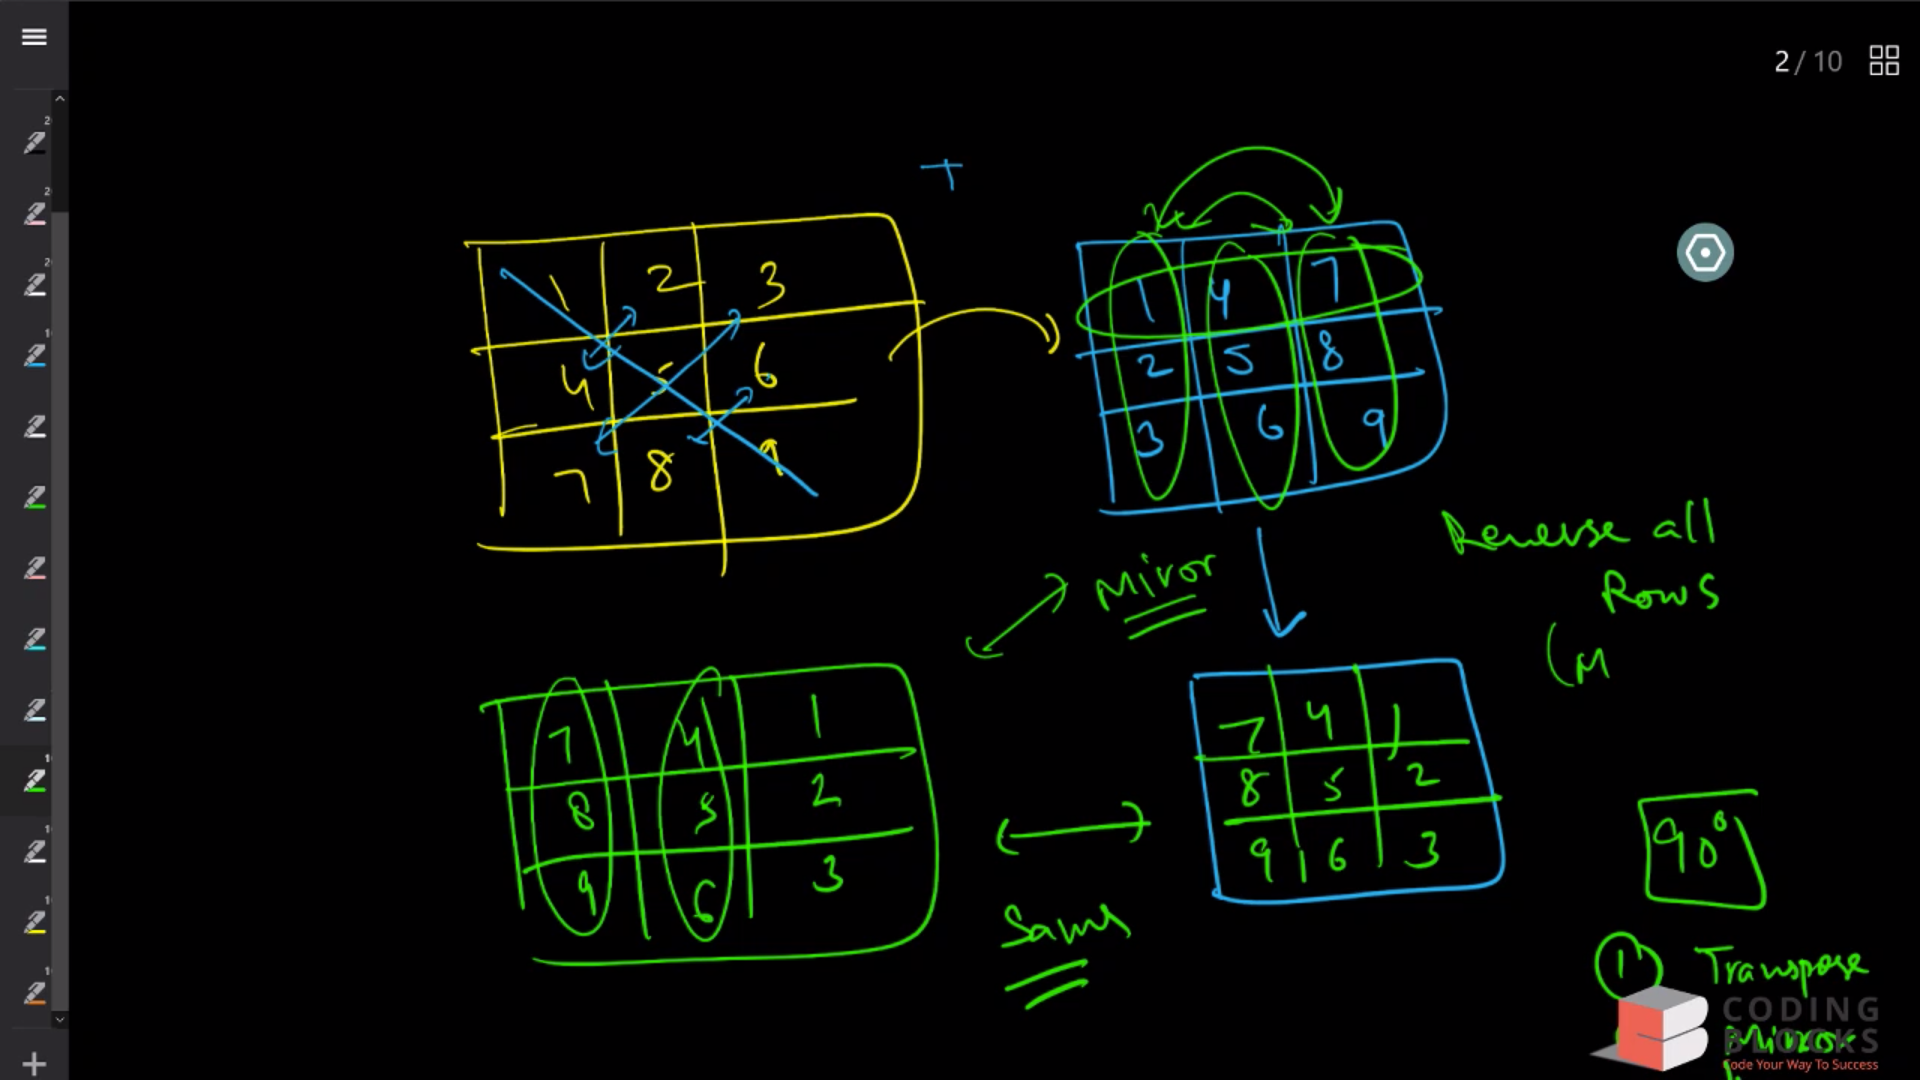 2 / 10
T
1 2 3
4 5 6
7 8 9
1 4 7
2 5 8
3 6 9
Reverse all
Rows
(M
Miror
7 4 1
8 5 2
9 6 3
7 4 1
8 5 2
9 6 3
Same
90°
1 Transpose
Mirror
CODING
BLOCKS
Code Your Way To Success